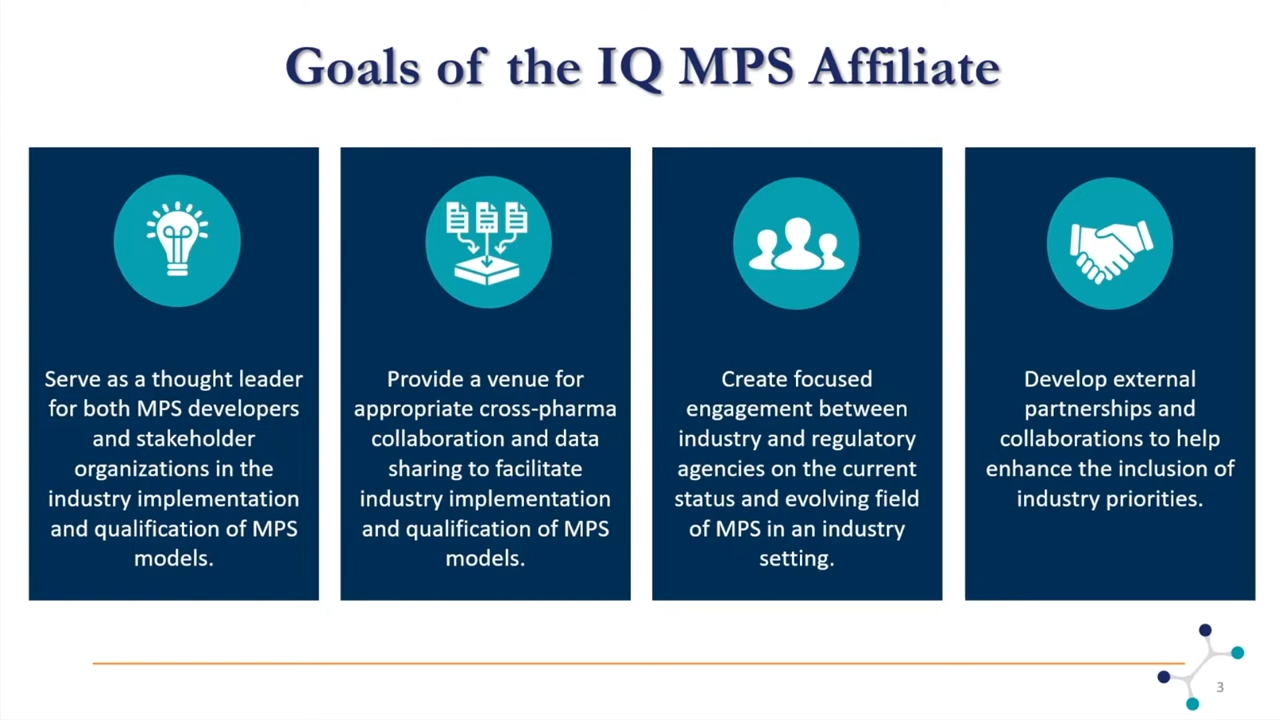 Goals of the IQ MPS Affiliate
Serve as a thought leader
for both MPS developers
and stakeholder
organizations in the
industry implementation
and qualification of MPS
models.
Provide a venue for
appropriate cross-pharma
collaboration and data
sharing to facilitate
industry implementation
and qualification of MPS
models.
Create focused
engagement between
industry and regulatory
agencies on the current
status and evolving field
of MPS in an industry
setting.
Develop external
partnerships and
collaborations to help
enhance the inclusion of
industry priorities.
3